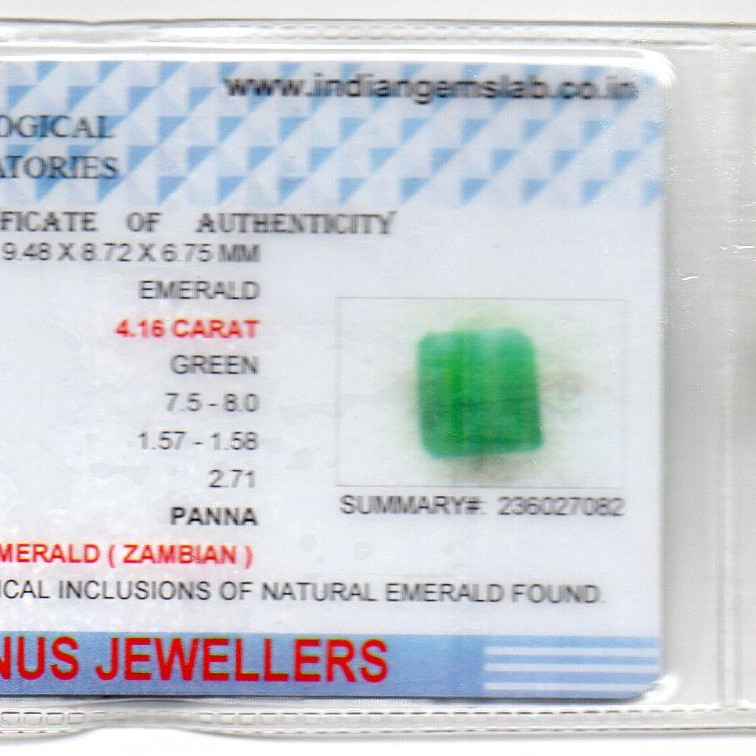 www.indiangemslab.co.in
OGICAL
ATORIES
FICATE OF AUTHENTICITY
9.48 X 8.72 X 6.75 MM
EMERALD
4.16 CARAT
GREEN
7.5 - 8.0
1.57 - 1.58
2.71
PANNA
SUMMARY#: 236027082
MERALD ( ZAMBIAN )
ICAL INCLUSIONS OF NATURAL EMERALD FOUND.
NUS JEWELLERS